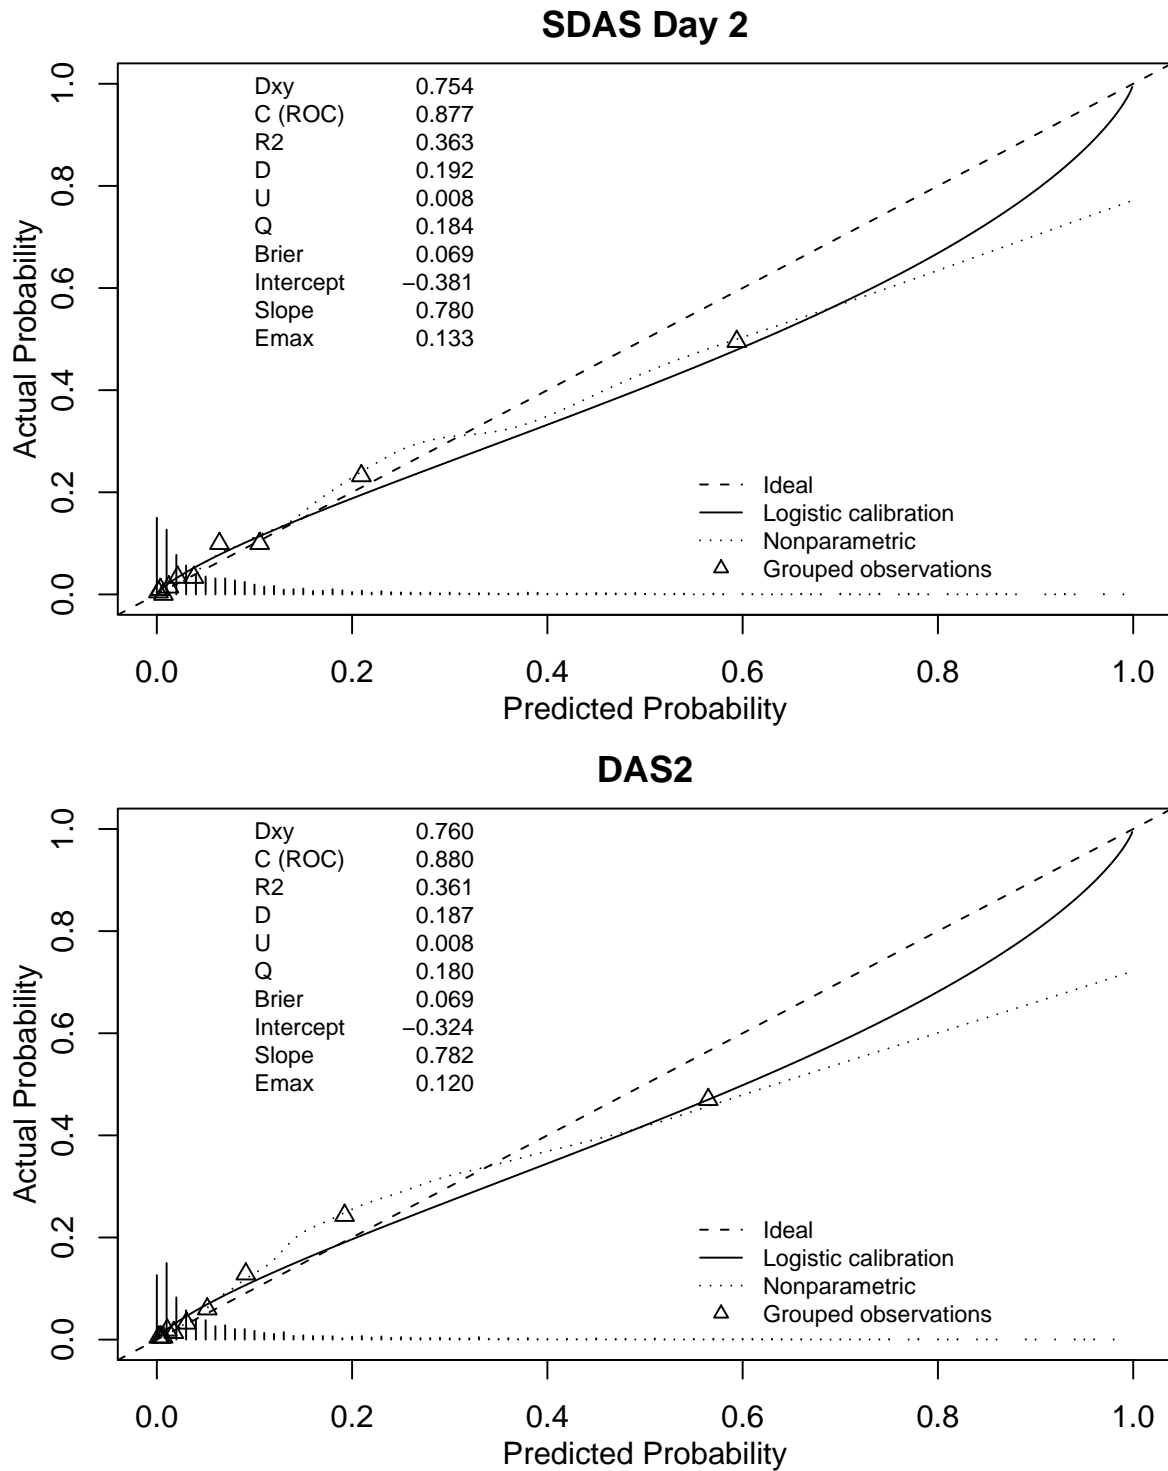 SDAS Day 2
Dxy 0.754
C (ROC) 0.877
R2 0.363
D 0.192
U 0.008
Q 0.184
Brier 0.069
Intercept −0.381
Slope 0.780
Emax 0.133
1.0
0.8
0.6
0.4
0.2
0.0
Actual Probability
Ideal
Logistic calibration
Nonparametric
Grouped observations
0.0 0.2 0.4 0.6 0.8 1.0
Predicted Probability
DAS2
Dxy 0.760
C (ROC) 0.880
R2 0.361
D 0.187
U 0.008
Q 0.180
Brier 0.069
Intercept −0.324
Slope 0.782
Emax 0.120
1.0
0.8
0.6
0.4
0.2
0.0
Actual Probability
Ideal
Logistic calibration
Nonparametric
Grouped observations
0.0 0.2 0.4 0.6 0.8 1.0
Predicted Probability